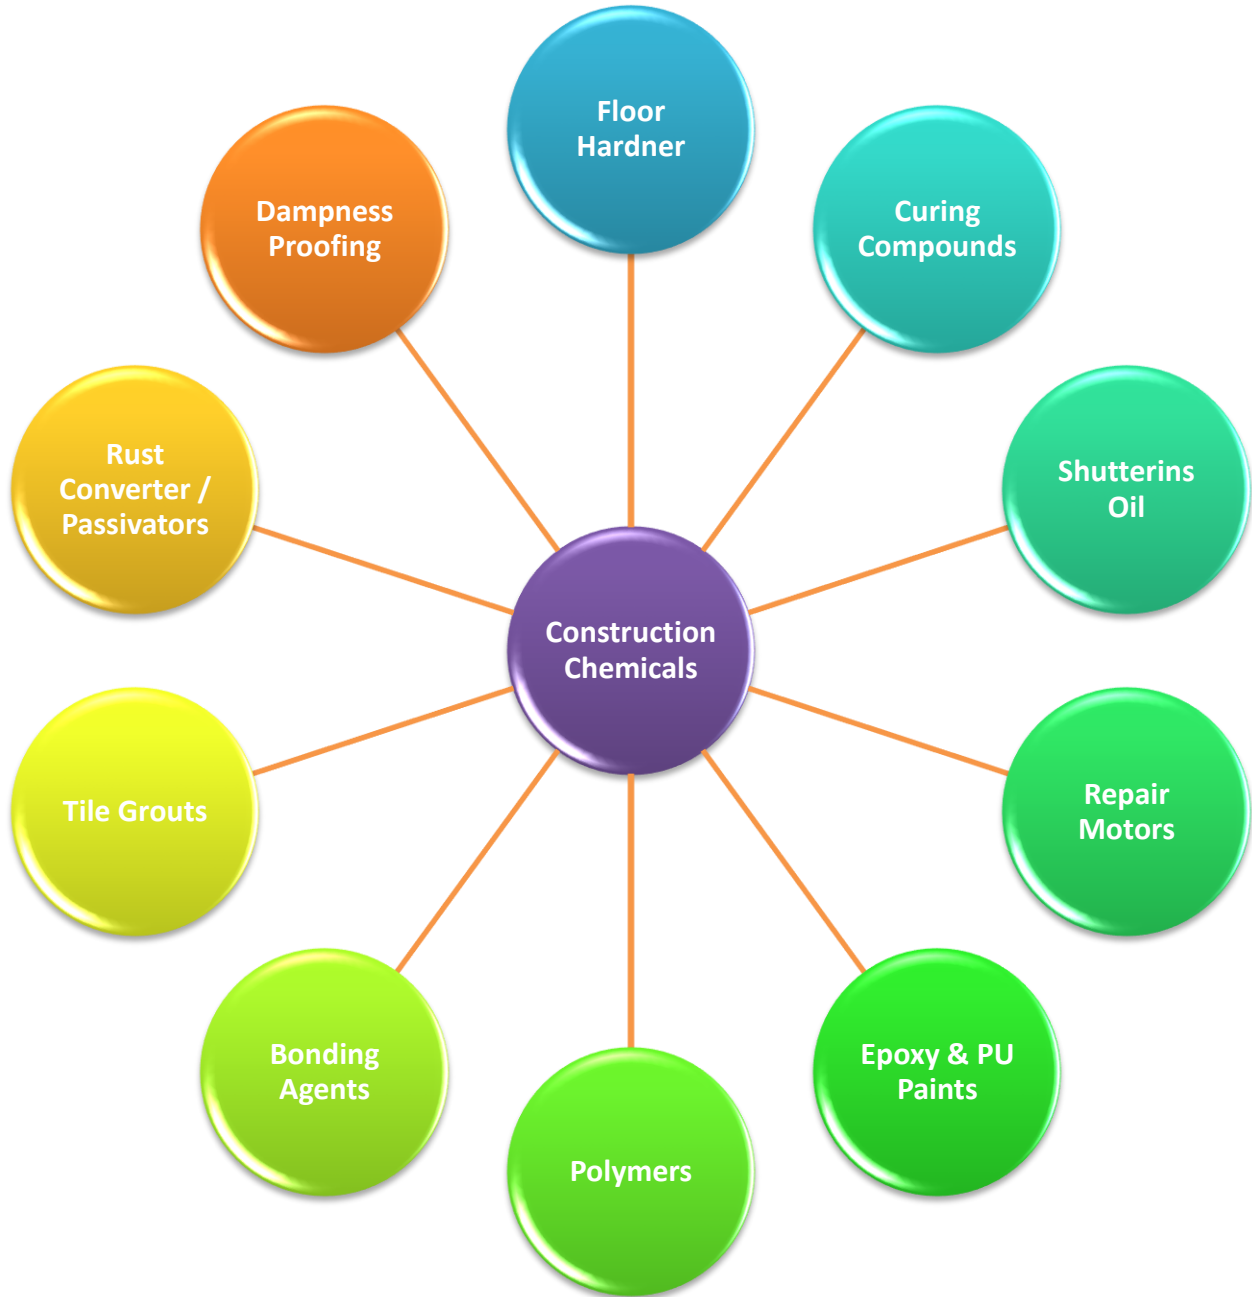 Floor
Hardner
Curing
Compounds
Shutterins
Oil
Repair
Motors
Epoxy & PU
Paints
Polymers
Bonding
Agents
Tile Grouts
Rust
Converter /
Passivators
Dampness
Proofing
Construction
Chemicals